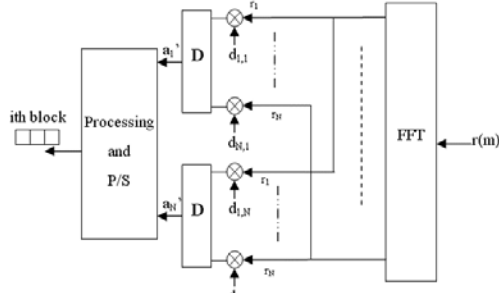 r1
d1,1
a1'
D
rN
dN,1
ith block
Processing
and
P/S
FFT
r(m)
r1
d1,N
aN'
D
rN